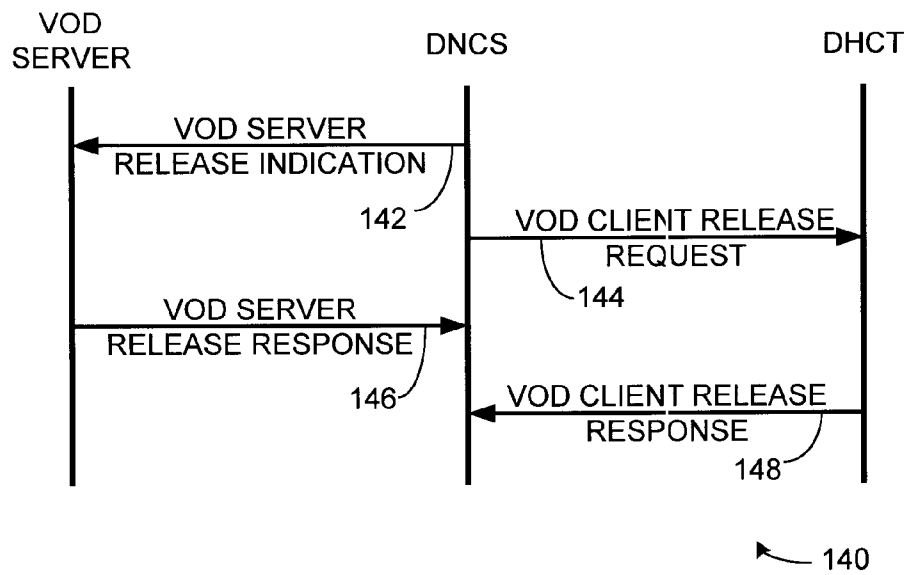 VOD
SERVER
DNCS
DHCT
VOD SERVER
RELEASE INDICATION
142
VOD CLIENT RELEASE
REQUEST
144
VOD SERVER
RELEASE RESPONSE
146
VOD CLIENT RELEASE
RESPONSE
148
140